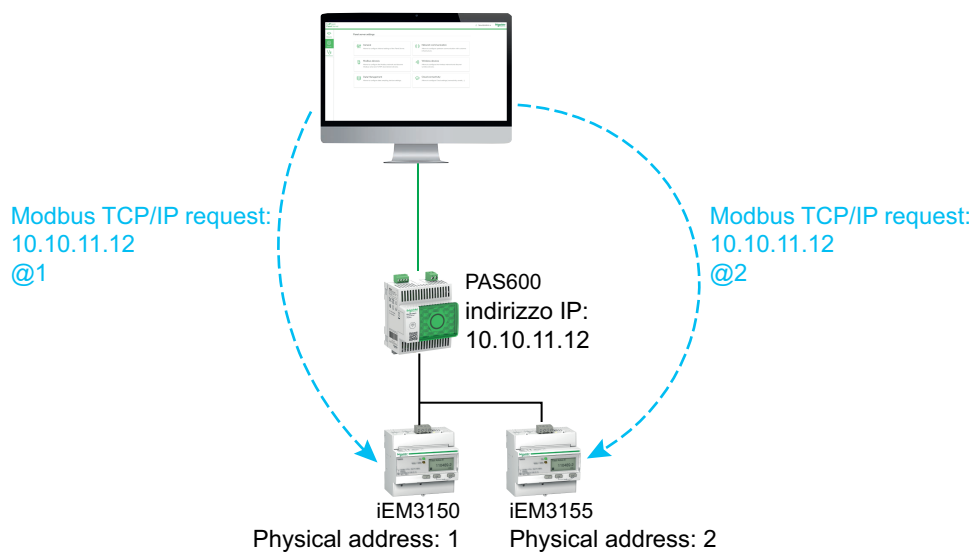 Modbus TCP/IP request:
10.10.11.12
@1
Modbus TCP/IP request:
10.10.11.12
@2
PAS600
indirizzo IP:
10.10.11.12
iEM3150
Physical address: 1
iEM3155
Physical address: 2